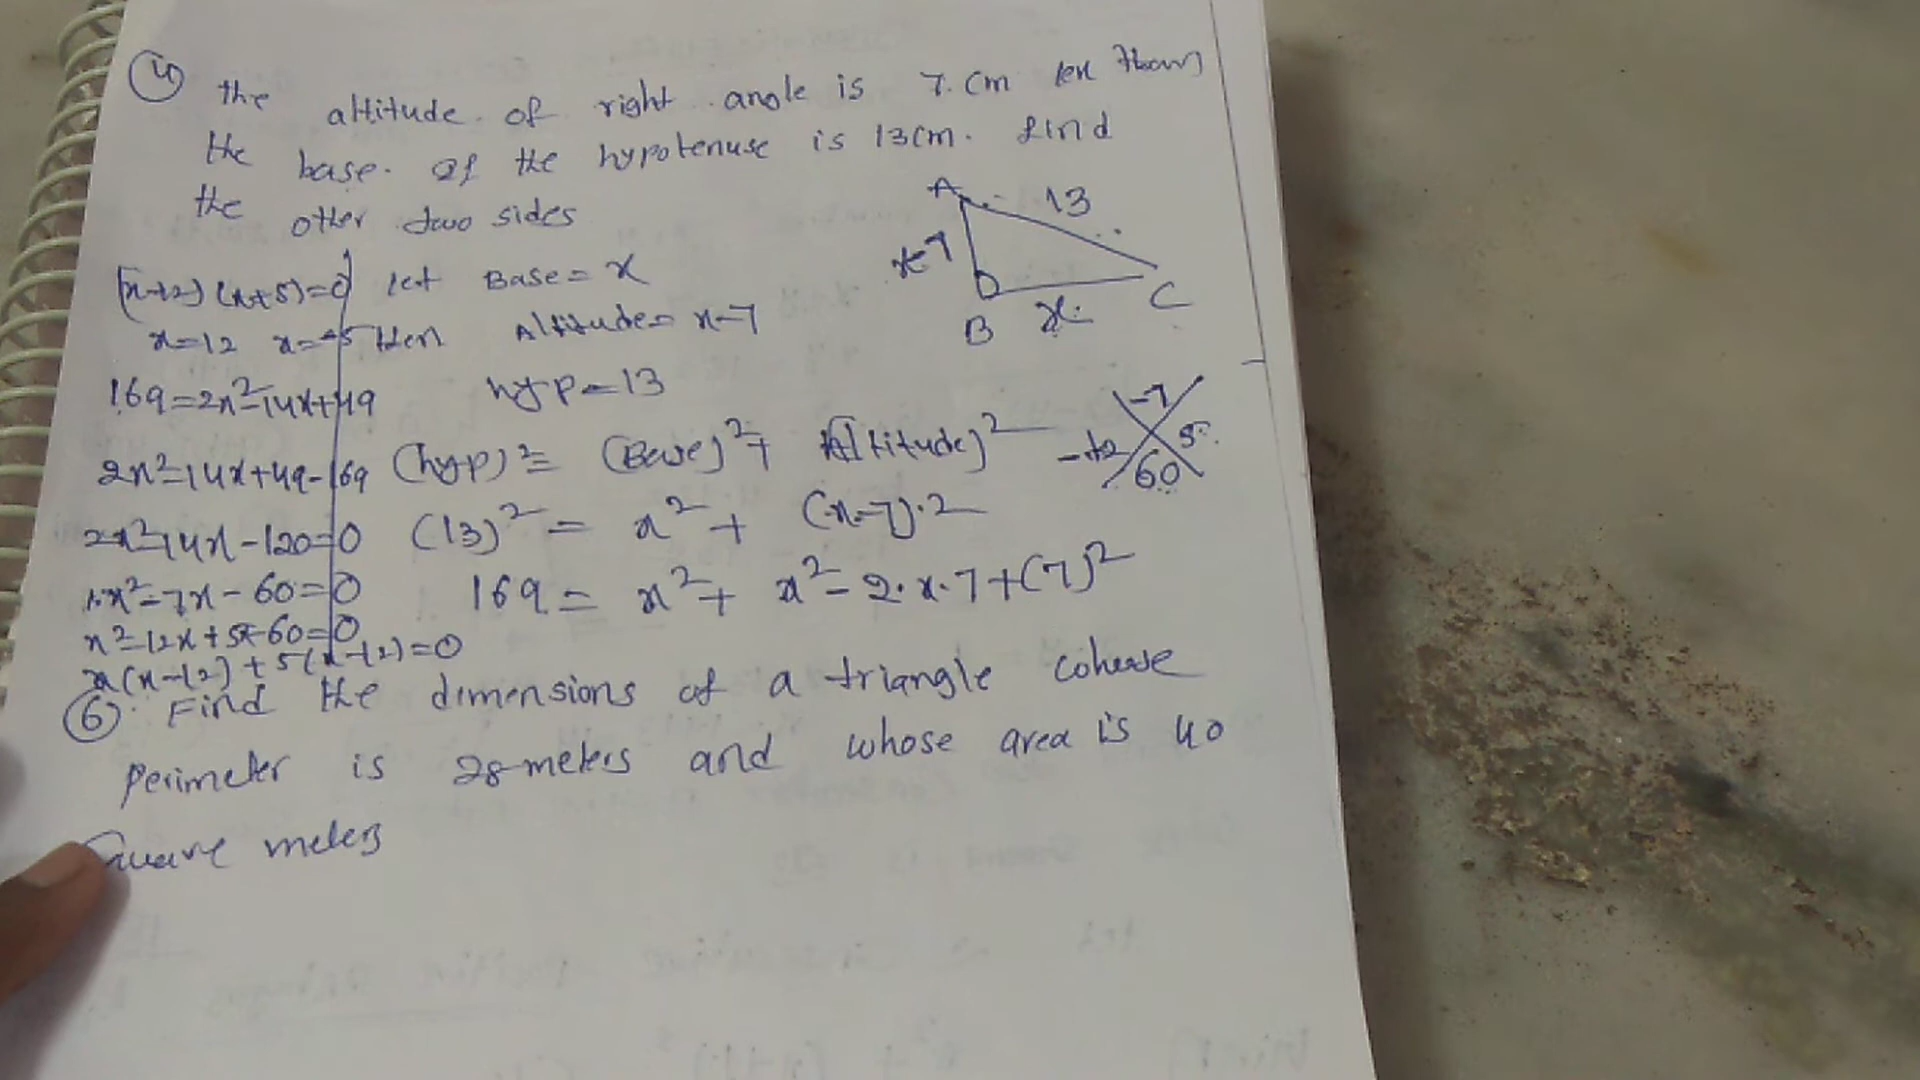 4 the altitude of right angle is 7 cm less than
the base. If the hypotenuse is 13cm. find
the other two sides
(x-12) (x+5)=0
x=12 x=-5
169=2x²-14x+49
2x²-14x+49-169
2x²-14x-120=0
x²-7x-60=0
x²-12x+5x-60=0
x(x-12)+5(x-12)=0
let Base = x
then Altitude= x-7
hyp=13
(hyp)²= (Base)²+ (Altitude)²
(13)² = x²+ (x-7)·2
169= x²+ x²-2·x·7+(7)²
A 13
x-7
B x C
-7
-12 5
60
6 Find the dimensions of a triangle whose
perimeter is 28 meters and whose area is 40
square meters